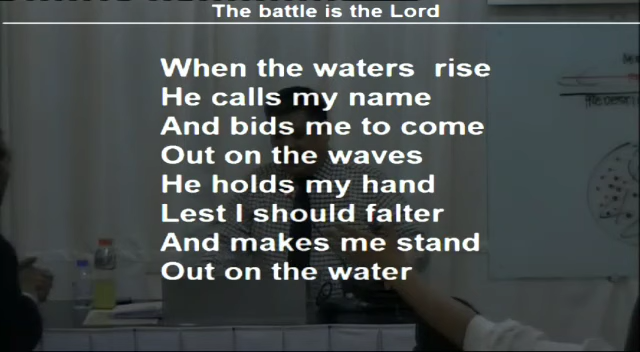 The battle is the Lord
When the waters  rise
He calls my name
And bids me to come
Out on the waves
He holds my hand
Lest I should falter
And makes me stand
Out on the water